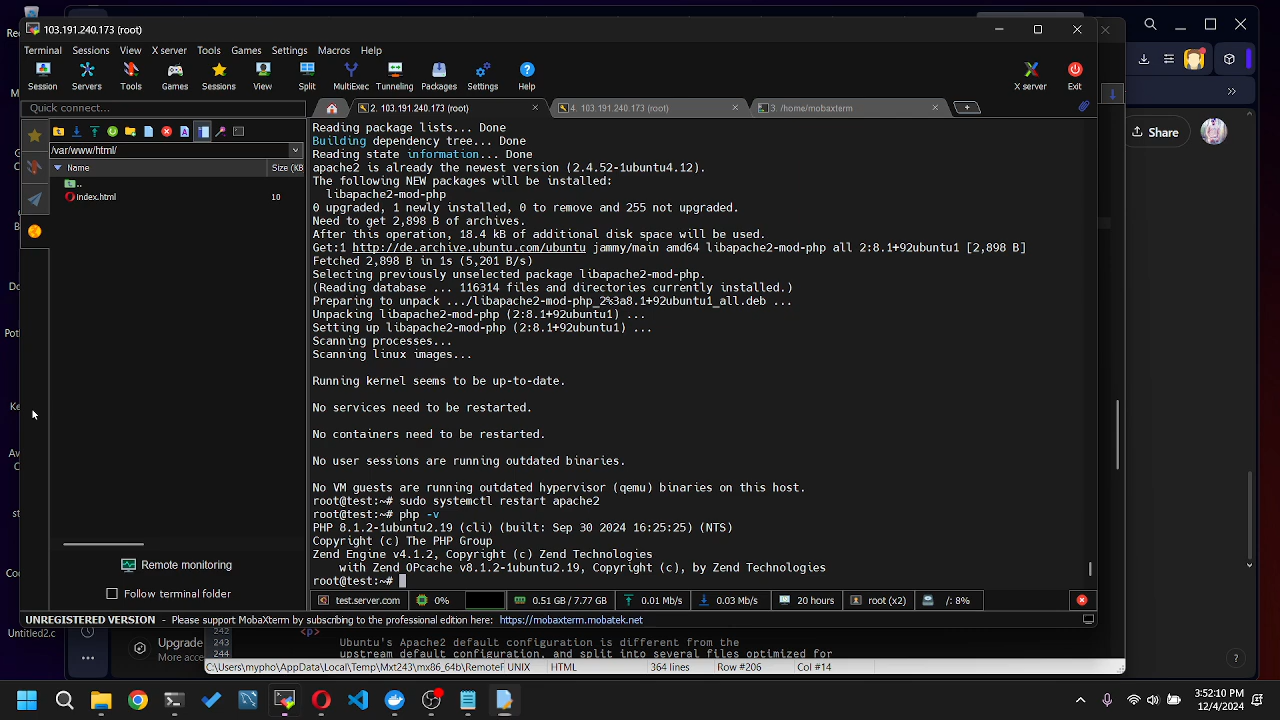 103.191.240.173 (root)
Terminal Sessions View X server Tools Games Settings Macros Help
Session Servers Tools Games Sessions View Split MultiExec Tunneling Packages Settings Help X server Exit
Quick connect...
2. 103.191.240.173 (root)
4. 103.191.240.173 (root)
3. /home/mobaxterm
/var/www/html/
Name Size (KB
..
index.html 10
Reading package lists... Done
Building dependency tree... Done
Reading state information... Done
apache2 is already the newest version (2.4.52-1ubuntu4.12).
The following NEW packages will be installed:
libapache2-mod-php
0 upgraded, 1 newly installed, 0 to remove and 255 not upgraded.
Need to get 2,898 B of archives.
After this operation, 18.4 kB of additional disk space will be used.
Get:1 http://de.archive.ubuntu.com/ubuntu jammy/main amd64 libapache2-mod-php all 2:8.1+92ubuntu1 [2,898 B]
Fetched 2,898 B in 1s (5,201 B/s)
Selecting previously unselected package libapache2-mod-php.
(Reading database ... 116314 files and directories currently installed.)
Preparing to unpack .../libapache2-mod-php_2%3a8.1+92ubuntu1_all.deb ...
Unpacking libapache2-mod-php (2:8.1+92ubuntu1) ...
Setting up libapache2-mod-php (2:8.1+92ubuntu1) ...
Scanning processes...
Scanning linux images...
Running kernel seems to be up-to-date.
No services need to be restarted.
No containers need to be restarted.
No user sessions are running outdated binaries.
No VM guests are running outdated hypervisor (qemu) binaries on this host.
root@test:~# sudo systemctl restart apache2
root@test:~# php -v
PHP 8.1.2-1ubuntu2.19 (cli) (built: Sep 30 2024 16:25:25) (NTS)
Copyright (c) The PHP Group
Zend Engine v4.1.2, Copyright (c) Zend Technologies
with Zend OPcache v8.1.2-1ubuntu2.19, Copyright (c), by Zend Technologies
root@test:~#
Remote monitoring
Follow terminal folder
test.server.com 0% 0.51 GB / 7.77 GB 0.01 Mb/s 0.03 Mb/s 20 hours root (x2) /: 8%
UNREGISTERED VERSION - Please support MobaXterm by subscribing to the professional edition here: https://mobaxterm.mobatek.net
Share
Untitled2.c
Upgrade
More acce
242 <p>
243 Ubuntu's Apache2 default configuration is different from the
244 upstream default configuration, and split into several files optimized for
C:\Users\mypho\AppData\Local\Temp\Mxt243\mx86_64b\RemoteF UNIX HTML 364 lines Row #206 Col #14
3:52:10 PM
12/4/2024